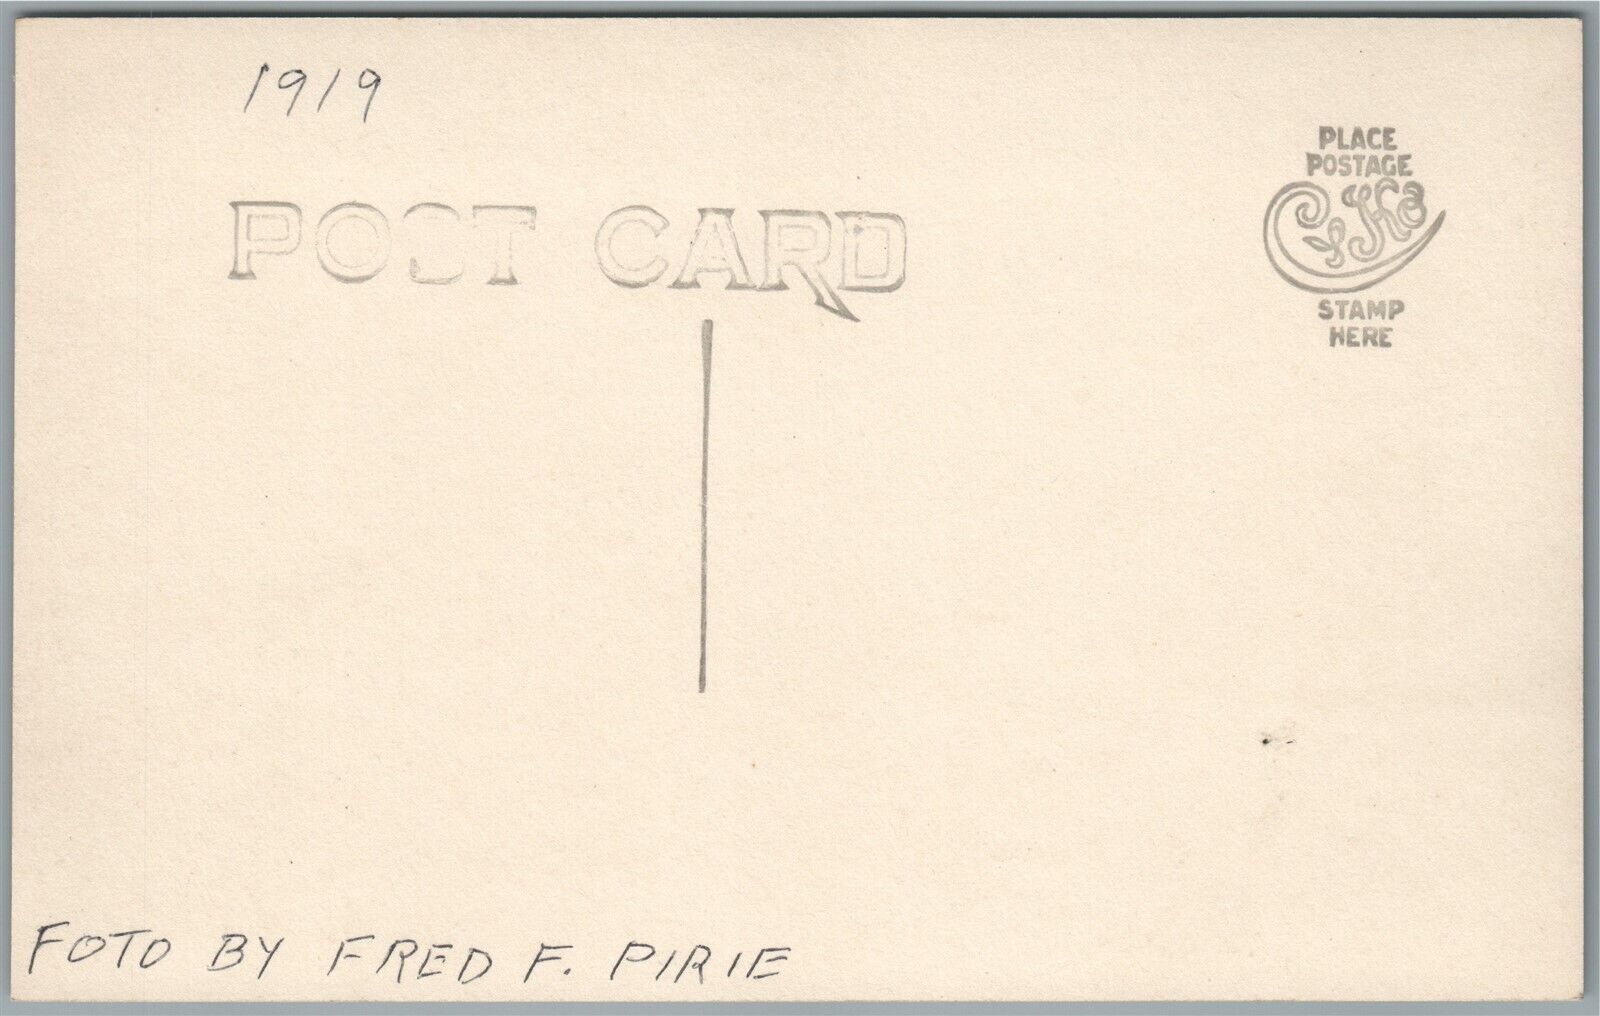 1919
POST CARD
PLACE
POSTAGE
STAMP
HERE
FOTO BY FRED F. PIRIE